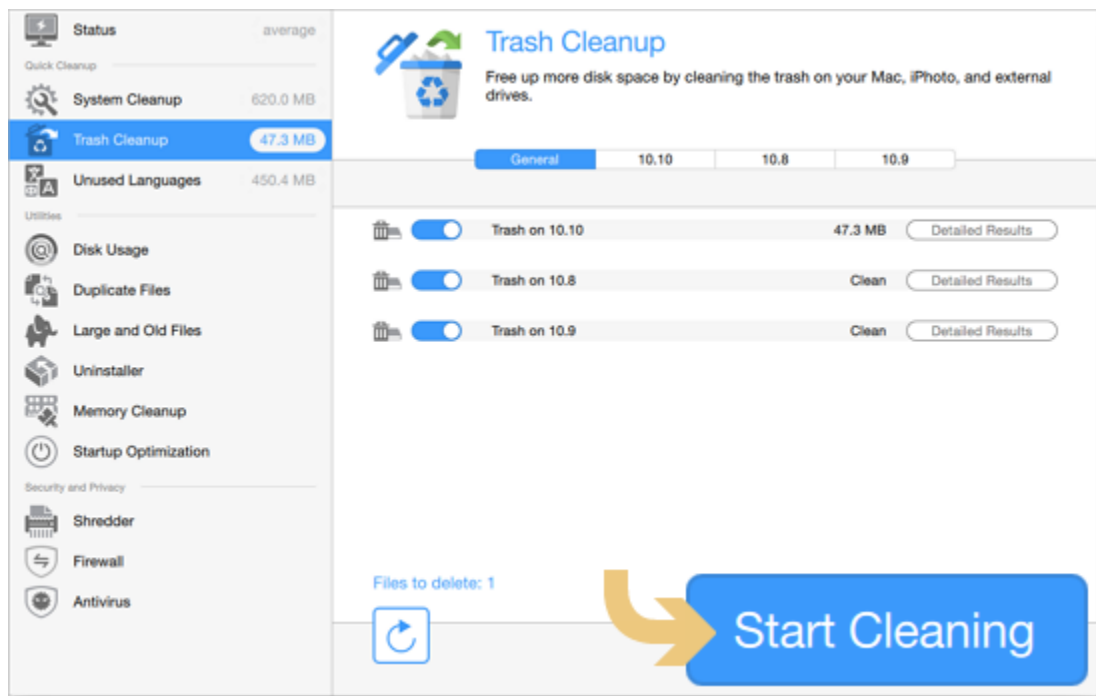 Status average
Quick Cleanup
System Cleanup 620.0 MB
Trash Cleanup 47.3 MB
Unused Languages 450.4 MB
Utilities
Disk Usage
Duplicate Files
Large and Old Files
Uninstaller
Memory Cleanup
Startup Optimization
Security and Privacy
Shredder
Firewall
Antivirus
Trash Cleanup
Free up more disk space by cleaning the trash on your Mac, iPhoto, and external
drives.
General 10.10 10.8 10.9
Trash on 10.10 47.3 MB Detailed Results
Trash on 10.8 Clean Detailed Results
Trash on 10.9 Clean Detailed Results
Files to delete: 1
Start Cleaning